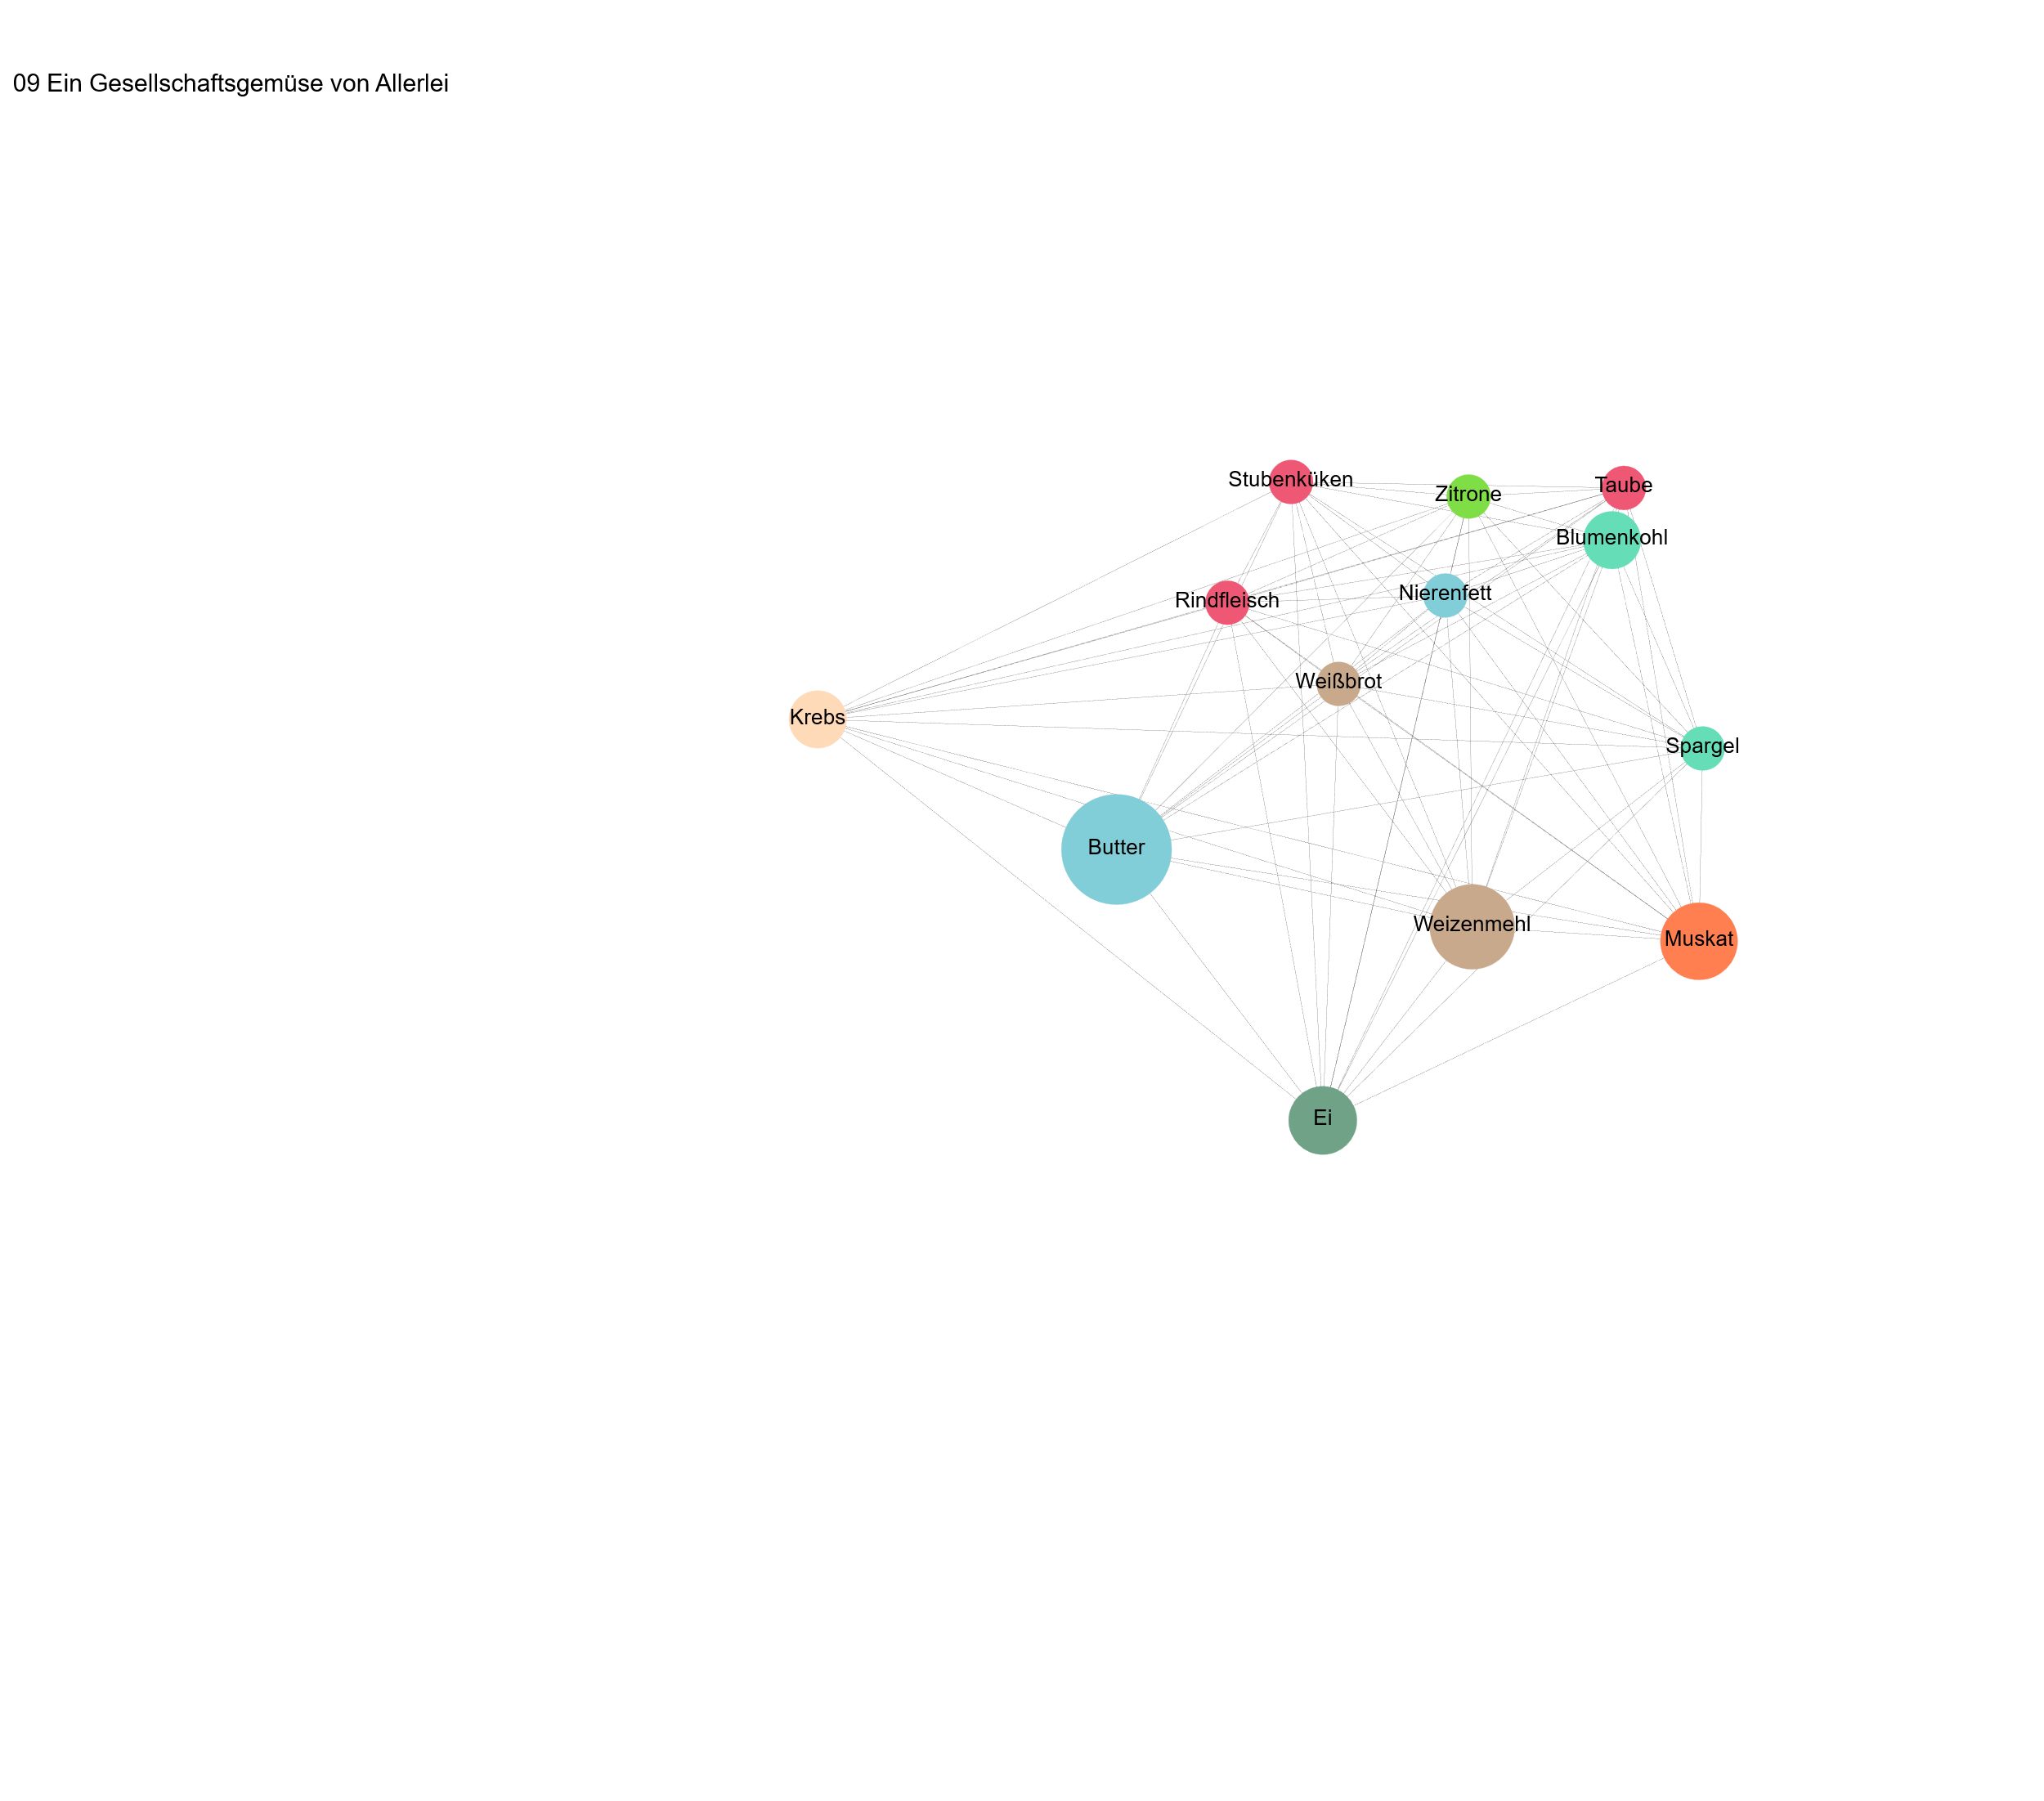 09 Ein Gesellschaftsgemüse von Allerlei
Stubenküken
Zitrone
Taube
Blumenkohl
Nierenfett
Rindfleisch
Weißbrot
Krebs
Spargel
Butter
Weizenmehl
Muskat
Ei